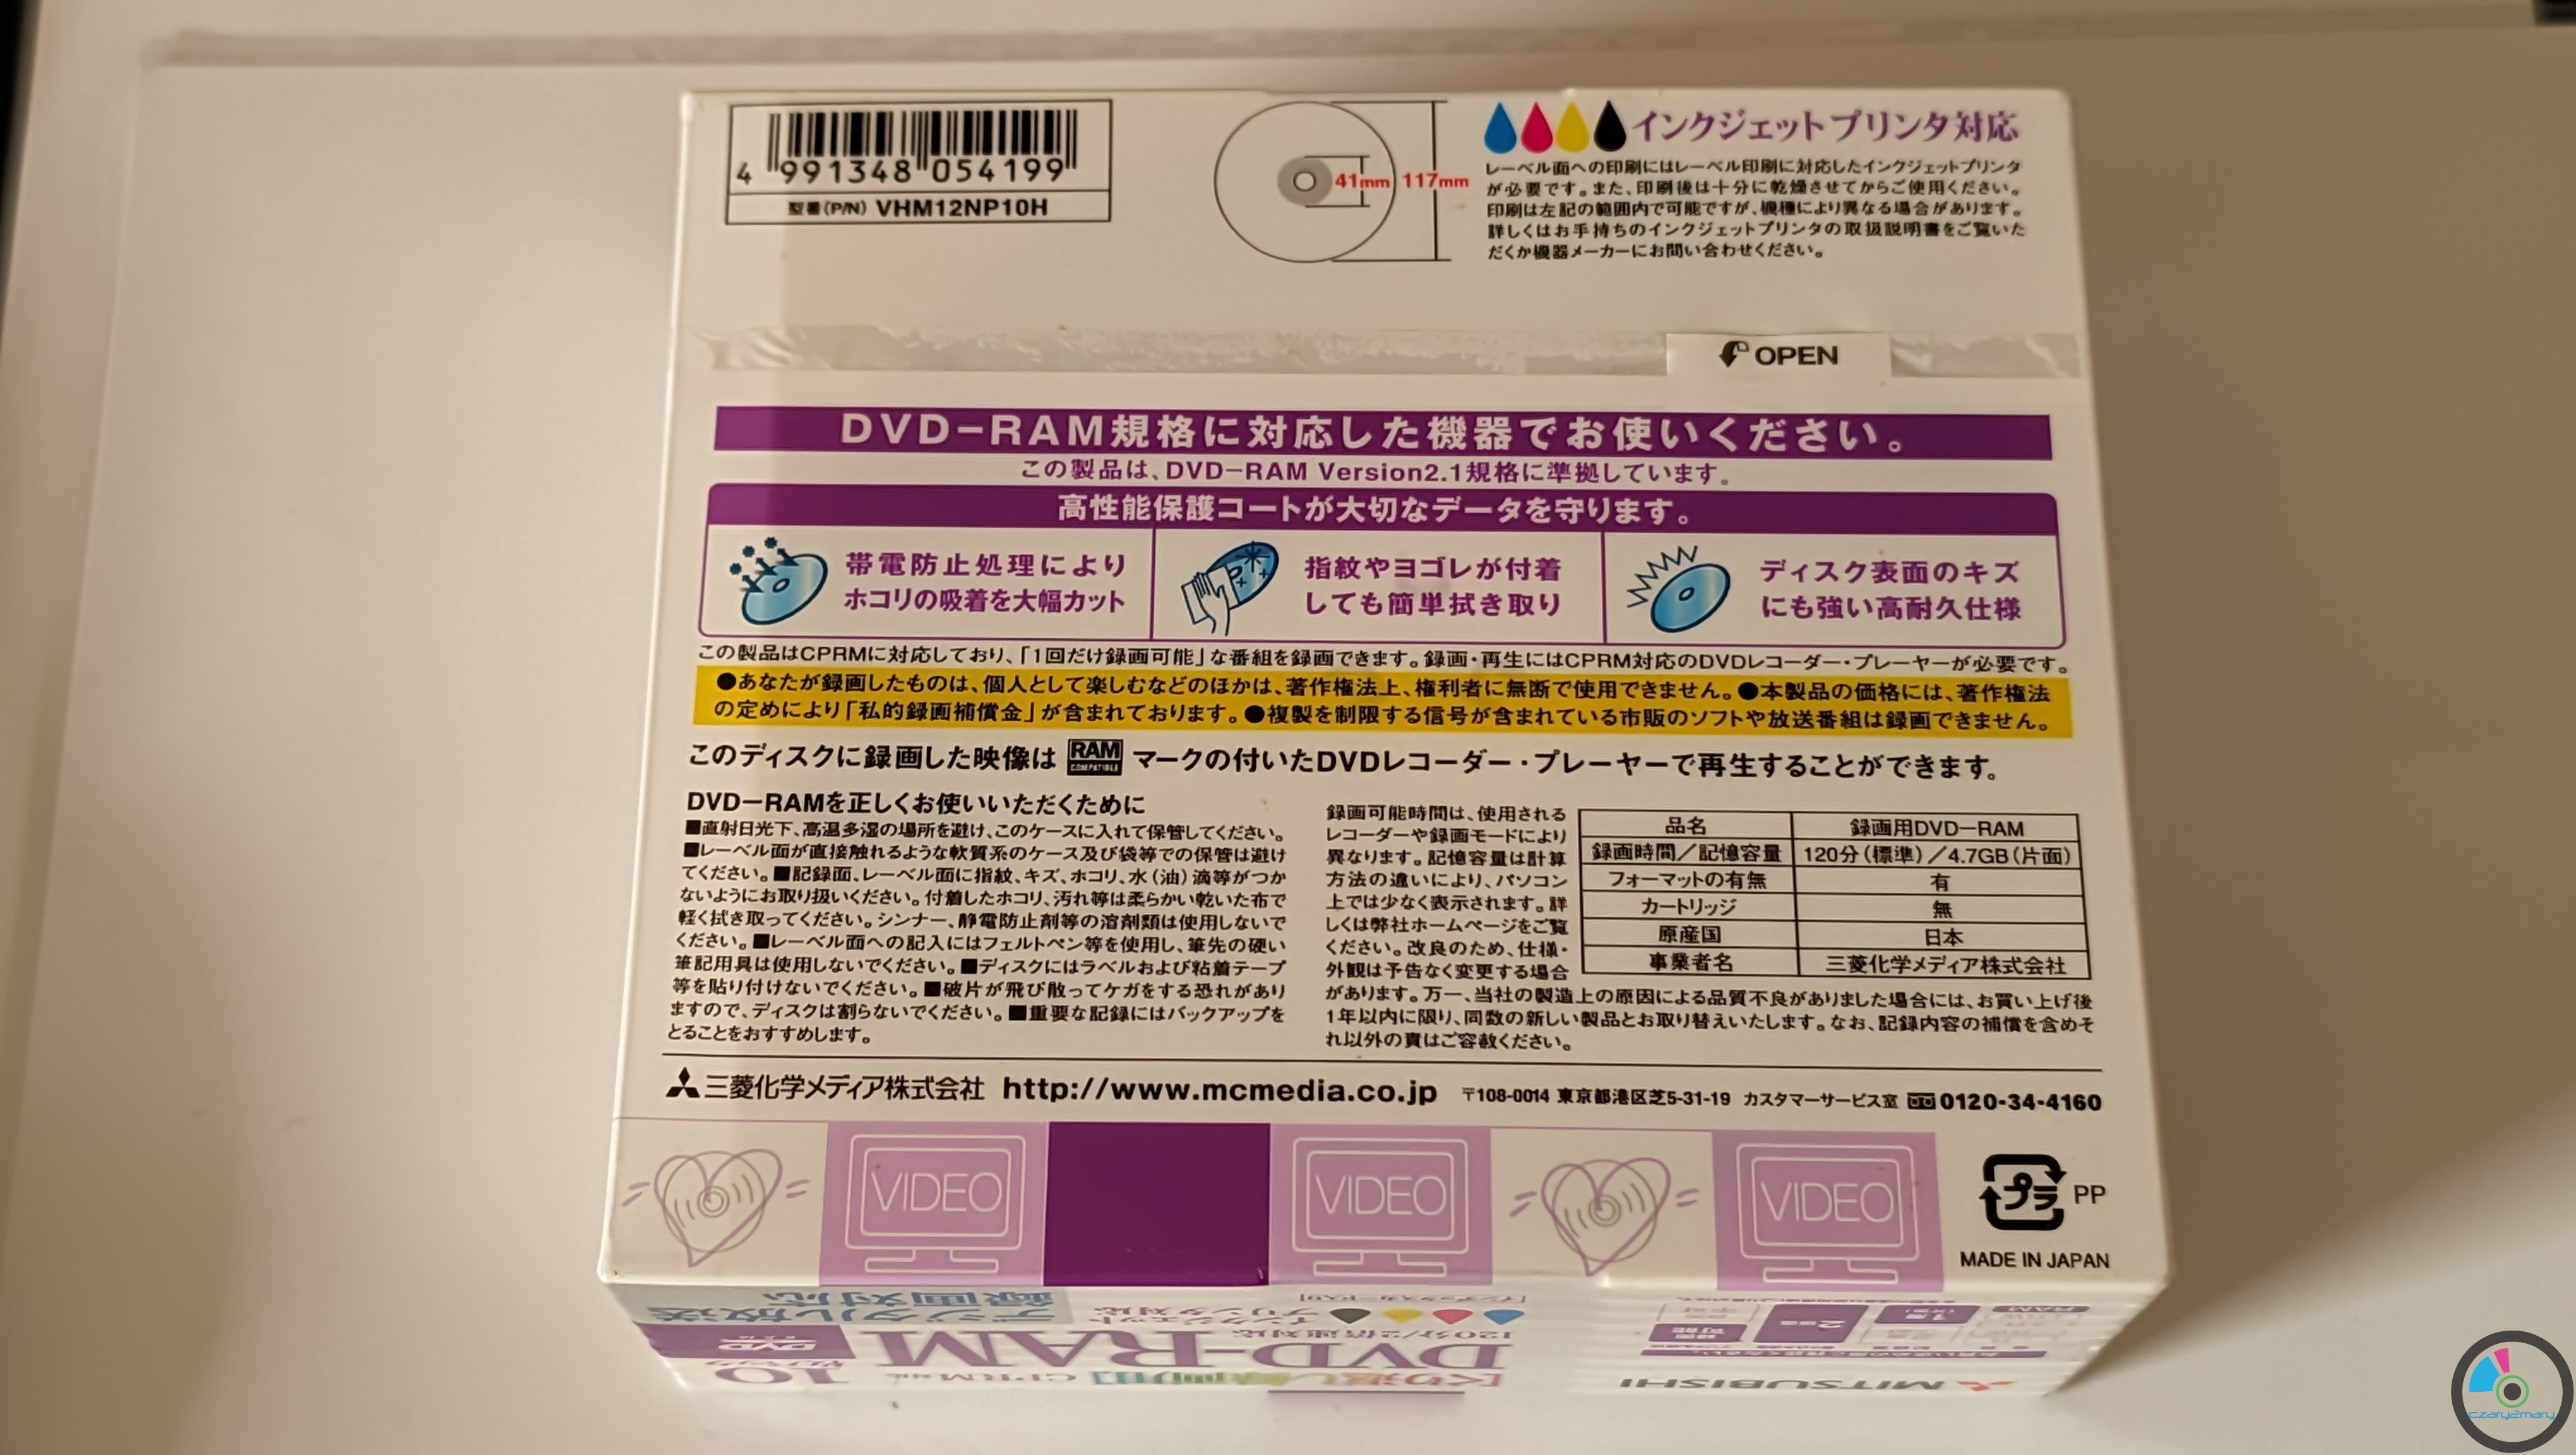 4 991348 054199
型番(P/N) VHM12NP10H
41mm 117mm
インクジェットプリンタ対応
レーベル面への印刷にはレーベル印刷に対応したインクジェットプリンタ
が必要です。また、印刷後は十分に乾燥させてからご使用ください。
印刷は左記の範囲内で可能ですが、機種により異なる場合があります。
詳しくはお手持ちのインクジェットプリンタの取扱説明書をご覧いた
だくか機器メーカーにお問い合わせください。
OPEN
DVD-RAM規格に対応した機器でお使いください。
この製品は、DVD-RAM Version2.1規格に準拠しています。
高性能保護コートが大切なデータを守ります。
帯電防止処理により
ホコリの吸着を大幅カット
指紋やヨゴレが付着
しても簡単拭き取り
ディスク表面のキズ
にも強い高耐久仕様
この製品はCPRMに対応しており、「1回だけ録画可能」な番組を録画できます。録画・再生にはCPRM対応のDVDレコーダー・プレーヤーが必要です。
●あなたが録画したものは、個人として楽しむなどのほかは、著作権法上、権利者に無断で使用できません。●本製品の価格には、著作権法
の定めにより「私的録画補償金」が含まれております。●複製を制限する信号が含まれている市販のソフトや放送番組は録画できません。
このディスクに録画した映像は RAM COMPATIBLE マークの付いたDVDレコーダー・プレーヤーで再生することができます。
DVD-RAMを正しくお使いいただくために
■直射日光下、高温多湿の場所を避け、このケースに入れて保管してください。
■レーベル面が直接触れるような軟質系のケース及び袋等での保管は避け
てください。■記録面、レーベル面に指紋、キズ、ホコリ、水(油)滴等がつか
ないようにお取り扱いください。付着したホコリ、汚れ等は柔らかい乾いた布で
軽く拭き取ってください。シンナー、静電防止剤等の溶剤類は使用しないで
ください。■レーベル面への記入にはフェルトペン等を使用し、筆先の硬い
筆記用具は使用しないでください。■ディスクにはラベルおよび粘着テープ
等を貼り付けないでください。■破片が飛び散ってケガをする恐れがあり
ますので、ディスクは割らないでください。■重要な記録にはバックアップを
とることをおすすめします。
録画可能時間は、使用される
レコーダーや録画モードにより
異なります。記憶容量は計算
方法の違いにより、パソコン
上では少なく表示されます。詳
しくは弊社ホームページをご覧
ください。改良のため、仕様・
外観は予告なく変更する場合
があります。万一、当社の製造上の原因による品質不良がありました場合には、お買い上げ後
1年以内に限り、同数の新しい製品とお取り替えいたします。なお、記録内容の補償を含めそ
れ以外の責はご容赦ください。
品名 録画用DVD-RAM
録画時間/記憶容量 120分(標準)/4.7GB(片面)
フォーマットの有無 有
カートリッジ 無
原産国 日本
事業者名 三菱化学メディア株式会社
三菱化学メディア株式会社 http://www.mcmedia.co.jp 〒108-0014 東京都港区芝5-31-19 カスタマーサービス室 0120-34-4160
VIDEO VIDEO VIDEO
プラ PP
MADE IN JAPAN
デジタル放送
録画対応
インクジェット
プリンタ対応
120分/2倍速対応
DVD-RAM
DVD
10
[くり返し録画用] CPRM対応
MITSUBISHI
czary2mary